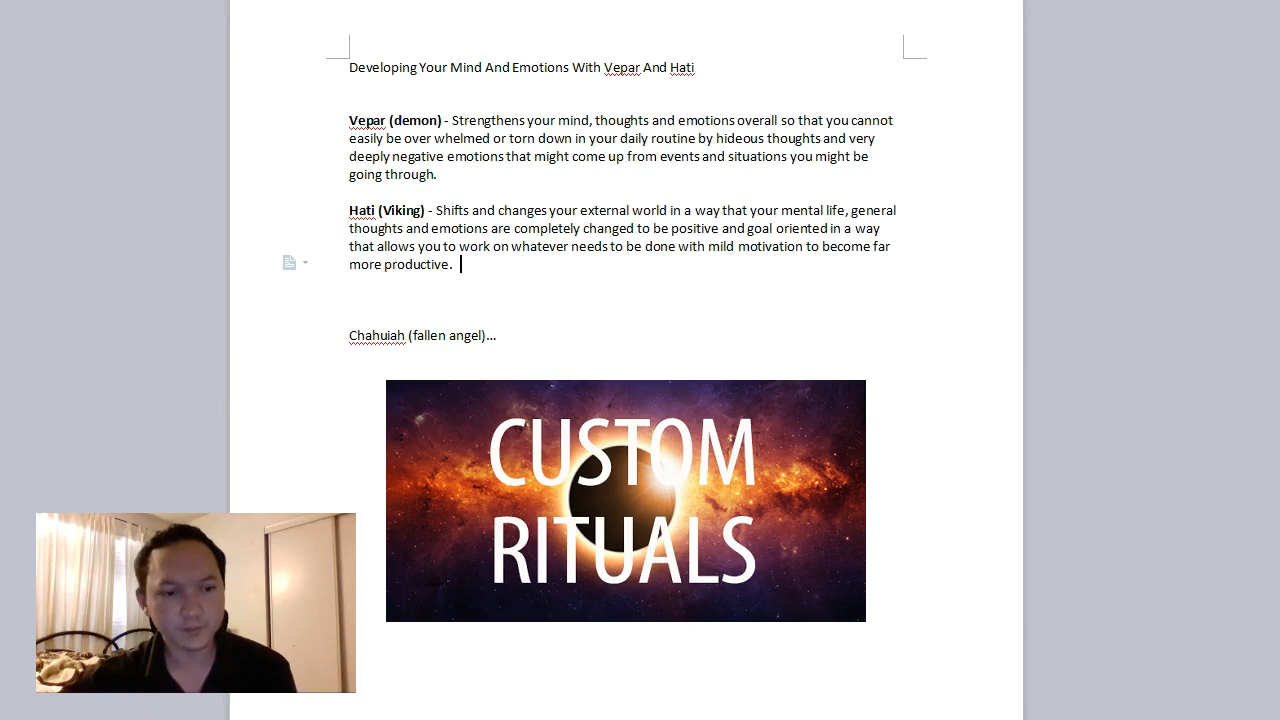 Developing Your Mind And Emotions With Vepar And Hati
Vepar (demon) - Strengthens your mind, thoughts and emotions overall so that you cannot
easily be over whelmed or torn down in your daily routine by hideous thoughts and very
deeply negative emotions that might come up from events and situations you might be
going through.
Hati (Viking) - Shifts and changes your external world in a way that your mental life, general
thoughts and emotions are completely changed to be positive and goal oriented in a way
that allows you to work on whatever needs to be done with mild motivation to become far
more productive.
Chahuiah (fallen angel)...
CUSTOM
RITUALS